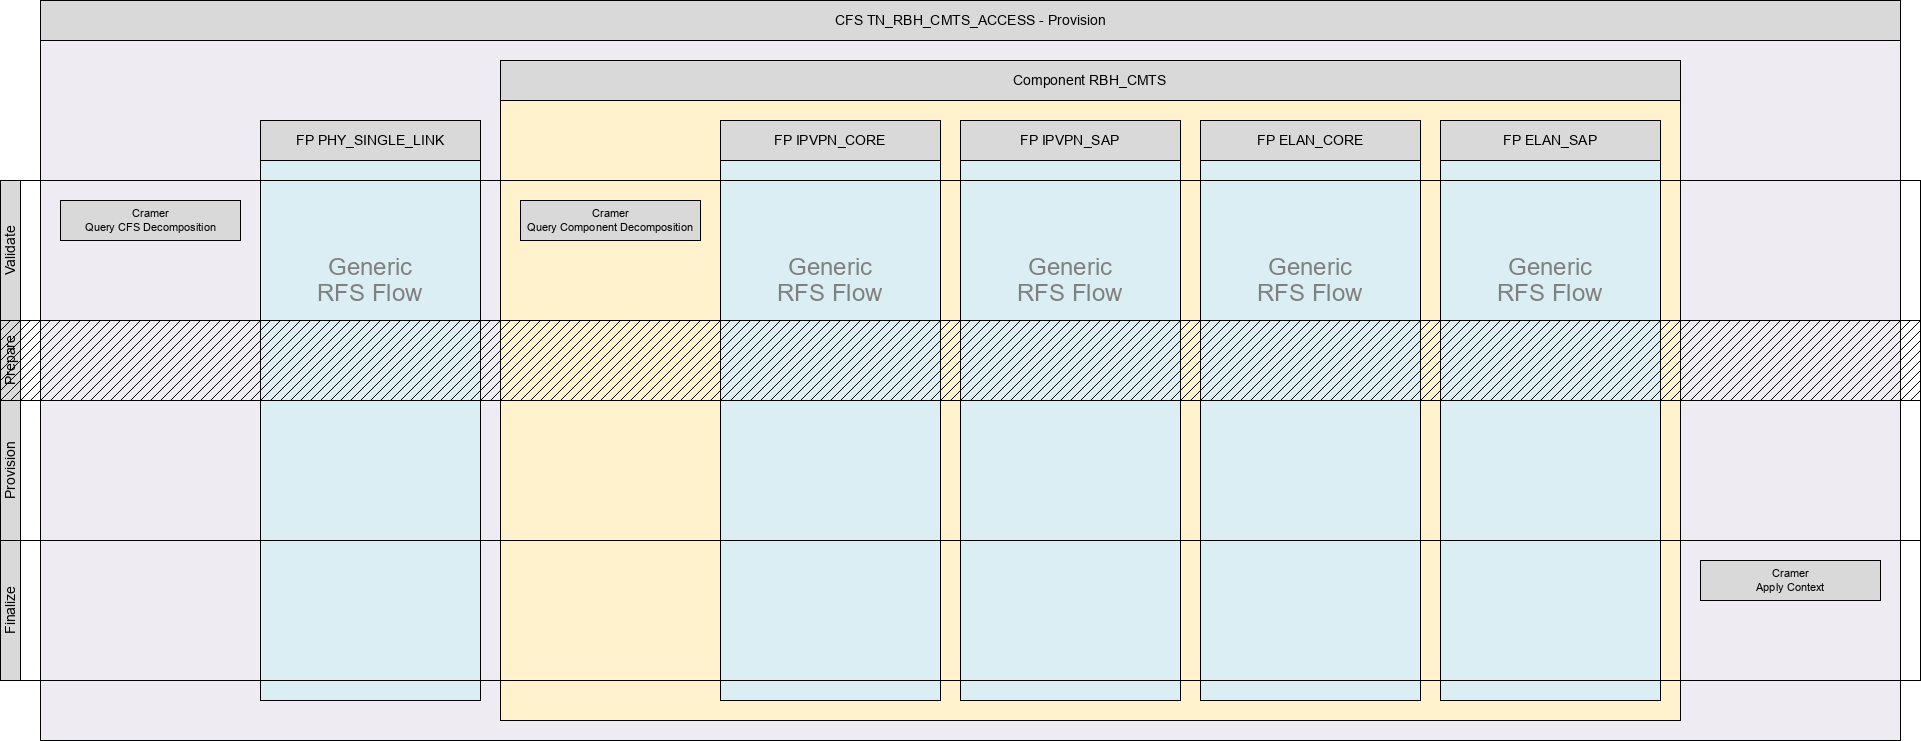 CFS TN_RBH_CMTS_ACCESS - Provision
Component RBH_CMTS
FP PHY_SINGLE_LINK
FP IPVPN_CORE
FP IPVPN_SAP
FP ELAN_CORE
FP ELAN_SAP
Validate
Cramer
Query CFS Decomposition
Generic
RFS Flow
Cramer
Query Component Decomposition
Generic
RFS Flow
Generic
RFS Flow
Generic
RFS Flow
Generic
RFS Flow
Prepare
Provision
Finalize
Cramer
Apply Context